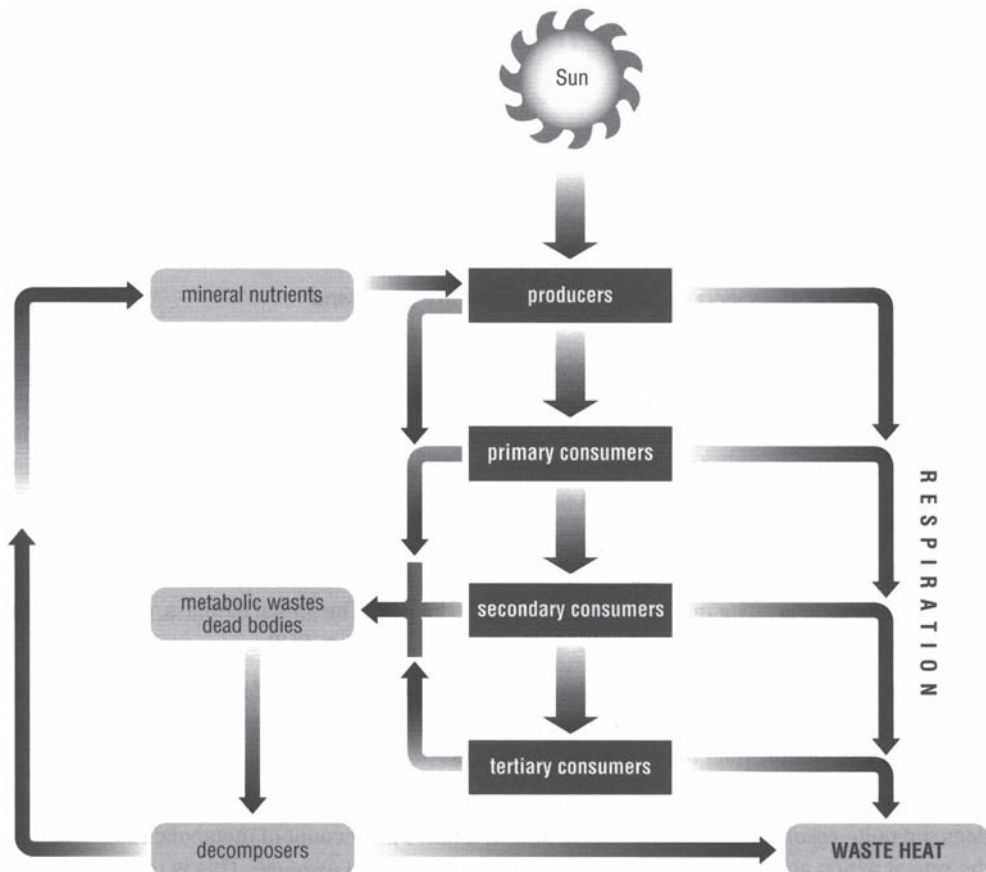 Sun
mineral nutrients
producers
primary consumers
RESPIRATION
metabolic wastes
dead bodies
secondary consumers
tertiary consumers
decomposers
WASTE HEAT